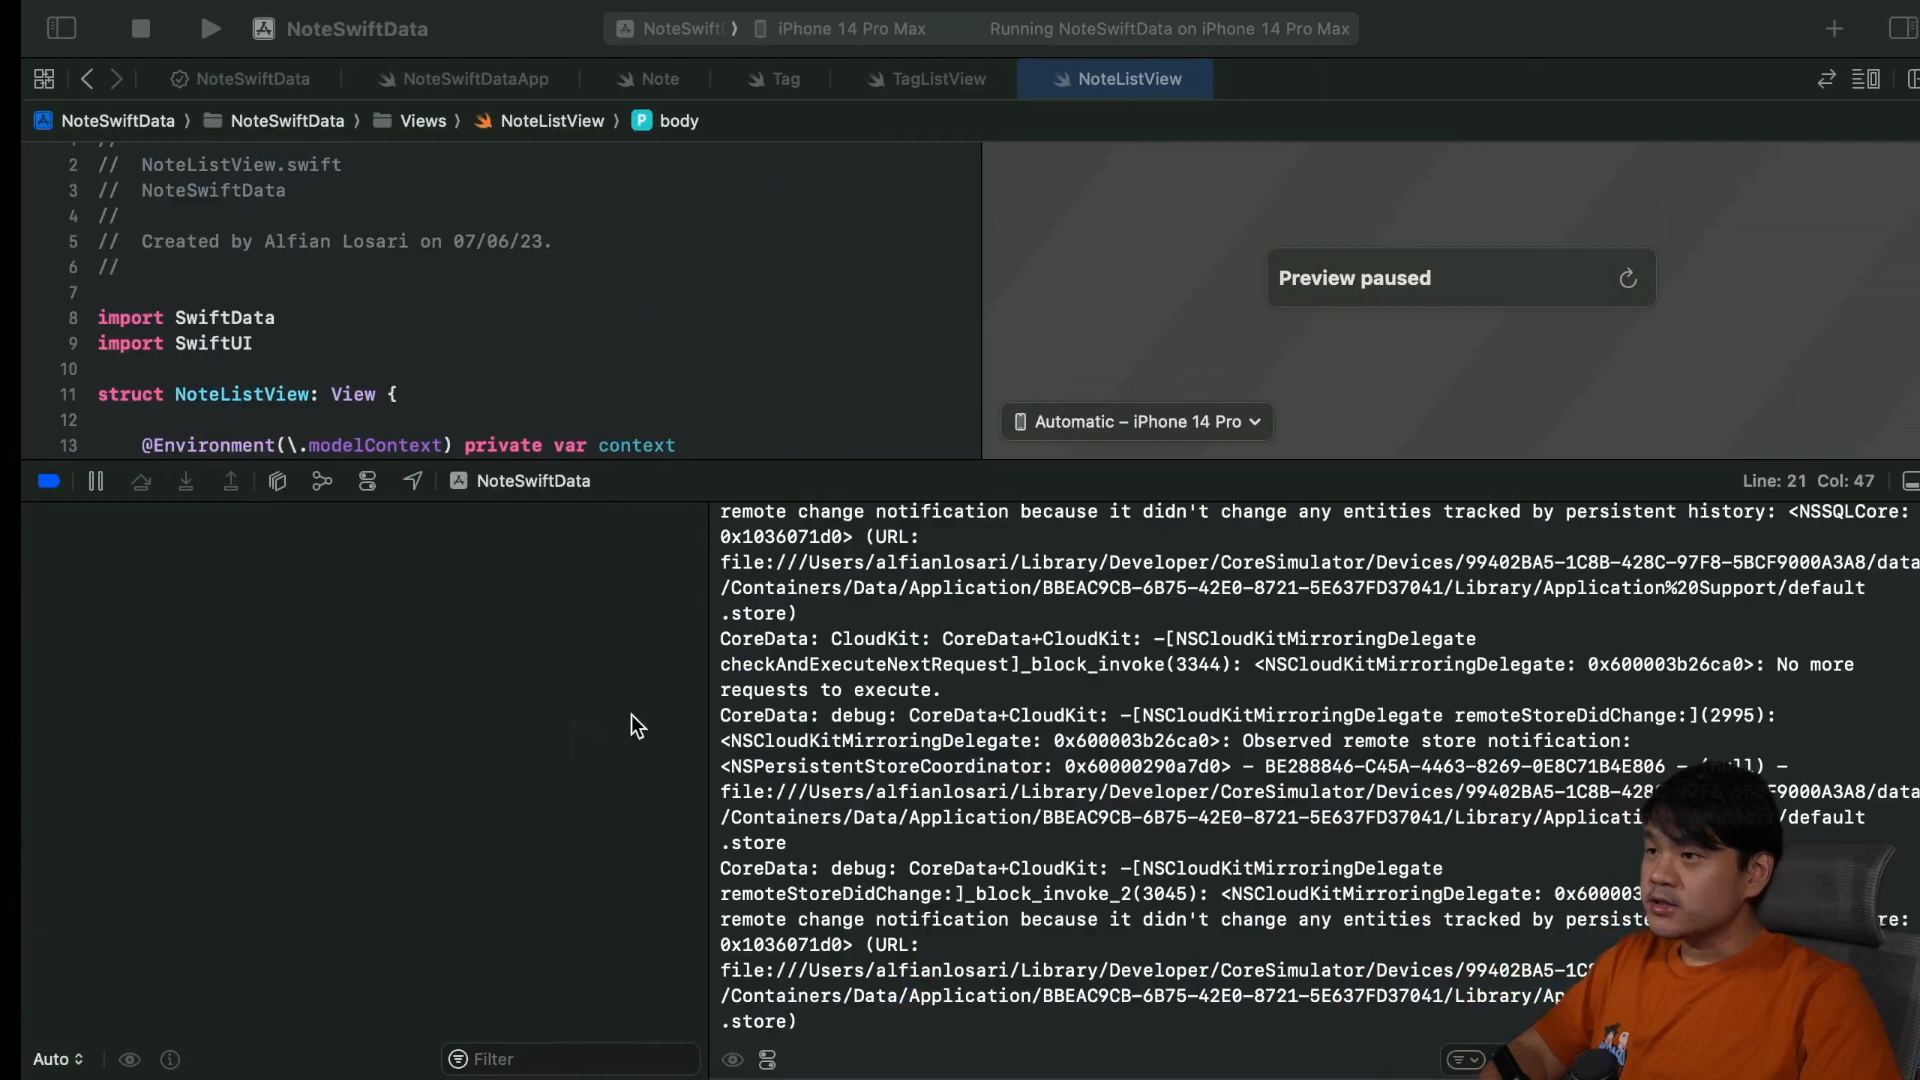 NoteSwiftData
NoteSwift
iPhone 14 Pro Max
Running NoteSwiftData on iPhone 14 Pro Max
NoteSwiftData
NoteSwiftDataApp
Note
Tag
TagListView
NoteListView
NoteSwiftData
NoteSwiftData
Views
NoteListView
P
body
2 // NoteListView.swift
3 // NoteSwiftData
4 //
5 // Created by Alfian Losari on 07/06/23.
6 //
7
8 import SwiftData
9 import SwiftUI
10
11 struct NoteListView: View {
12
13 @Environment(\.modelContext) private var context
Preview paused
Automatic – iPhone 14 Pro
NoteSwiftData
Line: 21 Col: 47
remote change notification because it didn't change any entities tracked by persistent history: <NSSQLCore:
0x1036071d0> (URL:
file:///Users/alfianlosari/Library/Developer/CoreSimulator/Devices/99402BA5-1C8B-428C-97F8-5BCF9000A3A8/data
/Containers/Data/Application/BBEAC9CB-6B75-42E0-8721-5E637FD37041/Library/Application%20Support/default
.store)
CoreData: CloudKit: CoreData+CloudKit: -[NSCloudKitMirroringDelegate
checkAndExecuteNextRequest]_block_invoke(3344): <NSCloudKitMirroringDelegate: 0x600003b26ca0>: No more
requests to execute.
CoreData: debug: CoreData+CloudKit: -[NSCloudKitMirroringDelegate remoteStoreDidChange:](2995):
<NSCloudKitMirroringDelegate: 0x600003b26ca0>: Observed remote store notification:
<NSPersistentStoreCoordinator: 0x60000290a7d0> - BE288846-C45A-4463-8269-0E8C71B4E806 - (null) -
file:///Users/alfianlosari/Library/Developer/CoreSimulator/Devices/99402BA5-1C8B-428C-97F8-5BCF9000A3A8/data
/Containers/Data/Application/BBEAC9CB-6B75-42E0-8721-5E637FD37041/Library/Applicati /default
.store
CoreData: debug: CoreData+CloudKit: -[NSCloudKitMirroringDelegate
remoteStoreDidChange:]_block_invoke_2(3045): <NSCloudKitMirroringDelegate: 0x600003
remote change notification because it didn't change any entities tracked by persiste re:
0x1036071d0> (URL:
file:///Users/alfianlosari/Library/Developer/CoreSimulator/Devices/99402BA5-1C
/Containers/Data/Application/BBEAC9CB-6B75-42E0-8721-5E637FD37041/Library/Ap
.store)
Auto
Filter